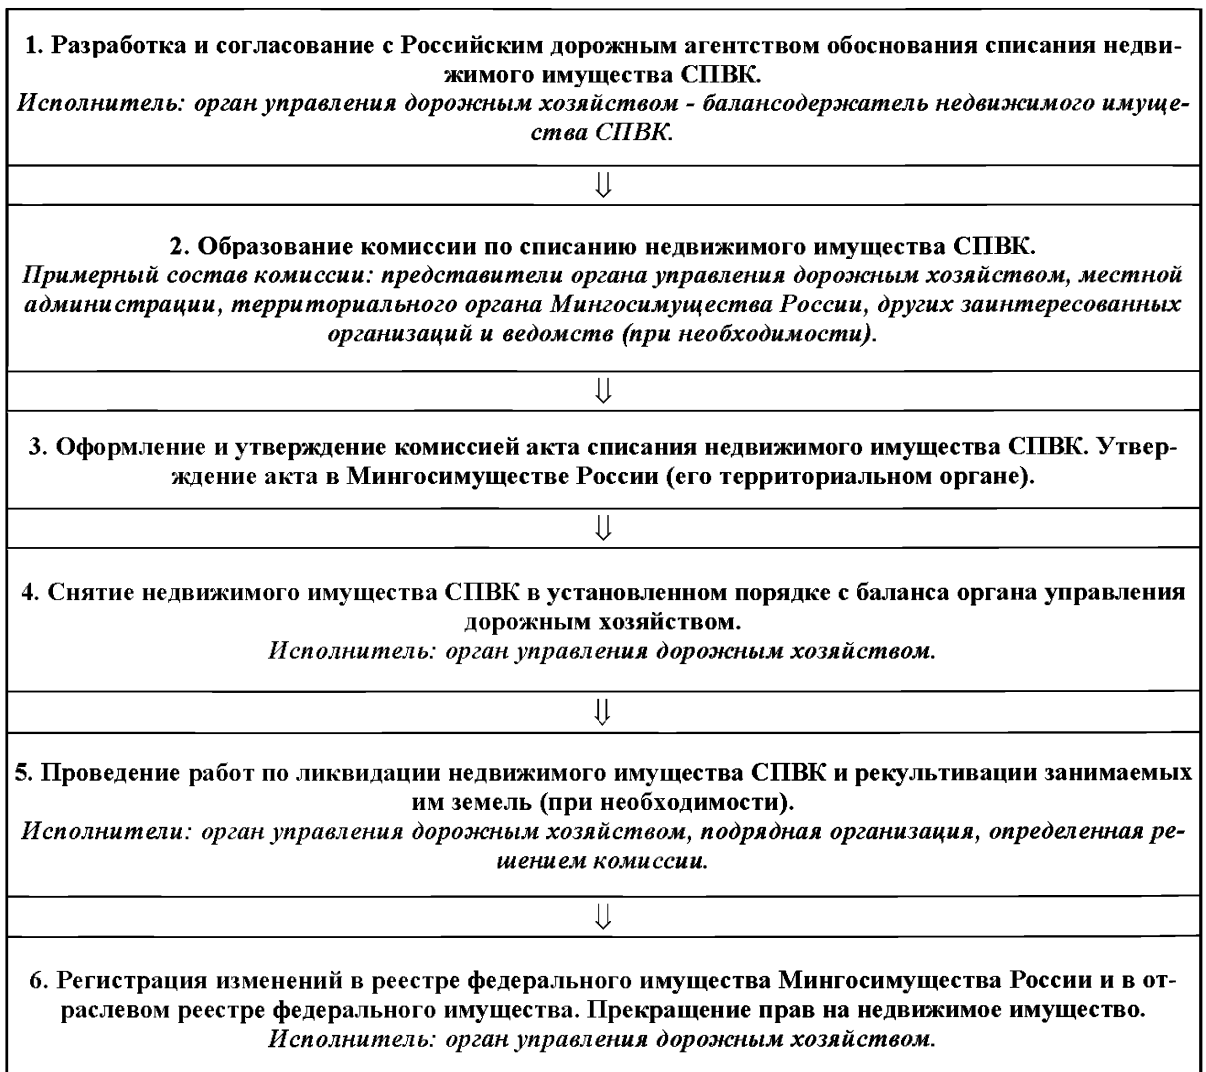 1. Разработка и согласование с Российским дорожным агентством обоснования списания недви-
жимого имущества СПВК.
Исполнитель: орган управления дорожным хозяйством - балансодержатель недвижимого имуще-
ства СПВК.
⇓
2. Образование комиссии по списанию недвижимого имущества СПВК.
Примерный состав комиссии: представители органа управления дорожным хозяйством, местной
администрации, территориального органа Мингосимущества России, других заинтересованных
организаций и ведомств (при необходимости).
⇓
3. Оформление и утверждение комиссией акта списания недвижимого имущества СПВК. Утвер-
ждение акта в Мингосимуществе России (его территориальном органе).
⇓
4. Снятие недвижимого имущества СПВК в установленном порядке с баланса органа управления
дорожным хозяйством.
Исполнитель: орган управления дорожным хозяйством.
⇓
5. Проведение работ по ликвидации недвижимого имущества СПВК и рекультивации занимаемых
им земель (при необходимости).
Исполнители: орган управления дорожным хозяйством, подрядная организация, определенная ре-
шением комиссии.
⇓
6. Регистрация изменений в реестре федерального имущества Мингосимущества России и в от-
раслевом реестре федерального имущества. Прекращение прав на недвижимое имущество.
Исполнитель: орган управления дорожным хозяйством.